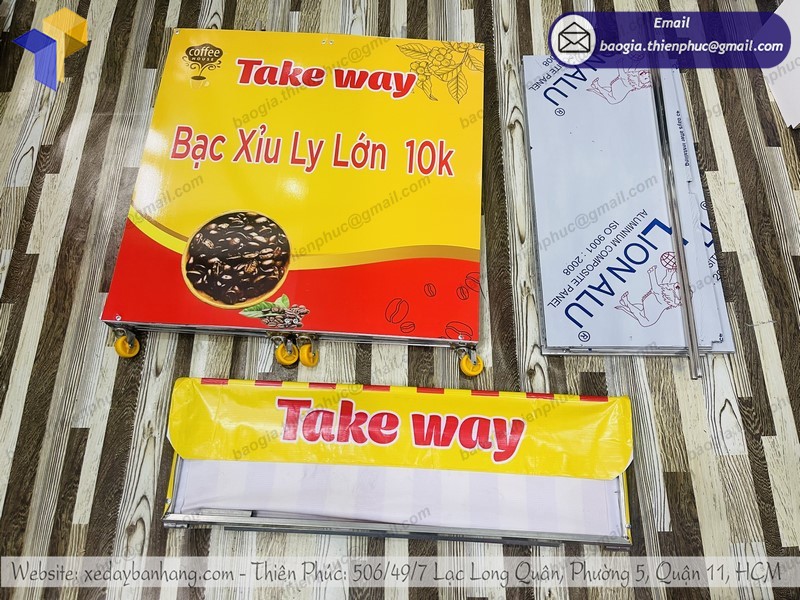 Email
baogia.thienphuc@gmail.com
coffee
HOUSE
Take way
Bạc Xỉu Ly Lớn 10k
LIONALU®
ALUMINIUM COMPOSITE PANEL
ISO 9001 : 2008
LIONALU®
Take way
Website: xedaybanhang.com - Thiên Phúc: 506/49/7 Lạc Long Quân, Phường 5, Quận 11, HCM